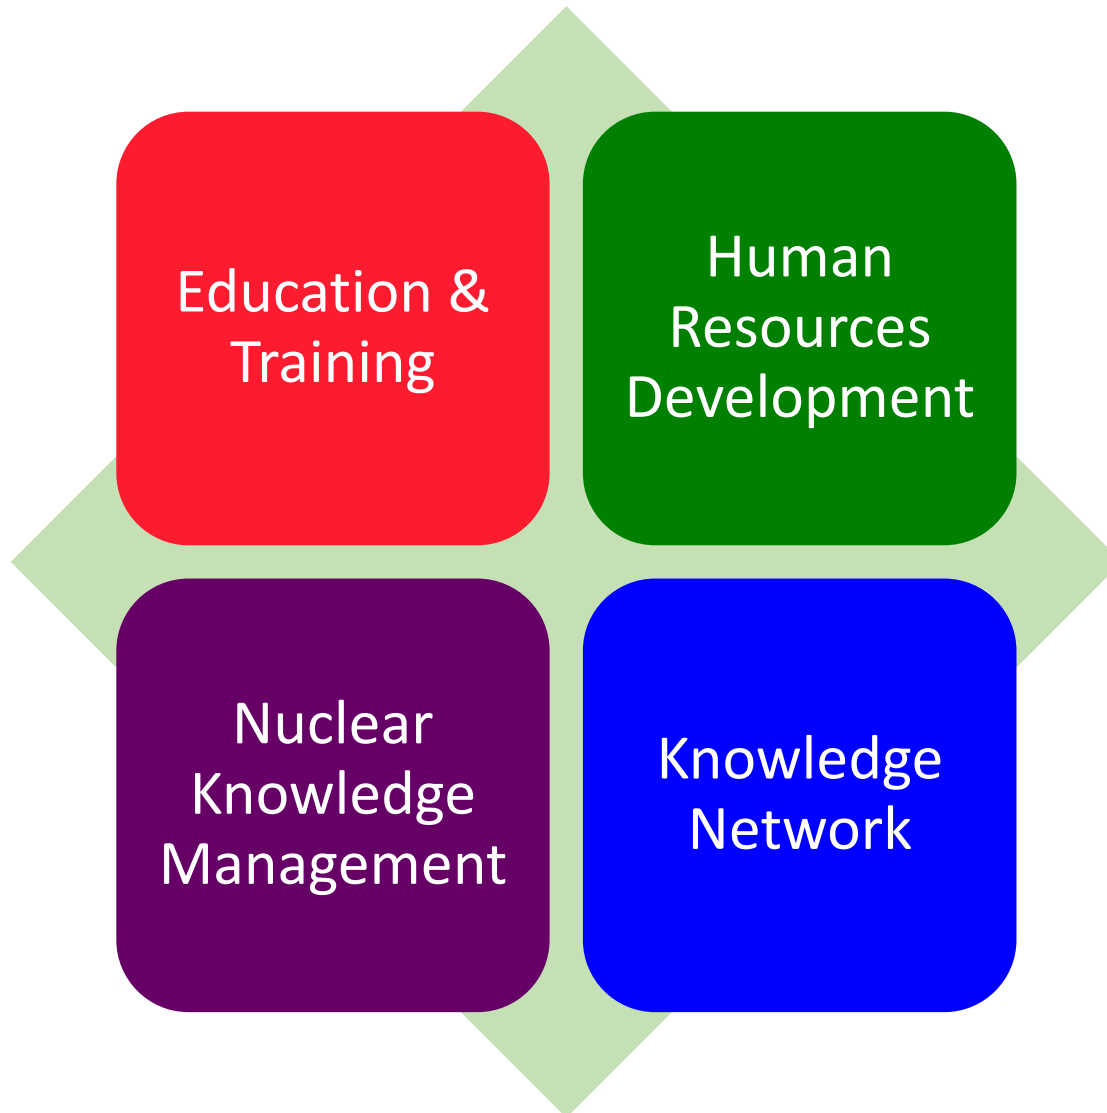 Education &
Training
Human
Resources
Development
Nuclear
Knowledge
Management
Knowledge
Network